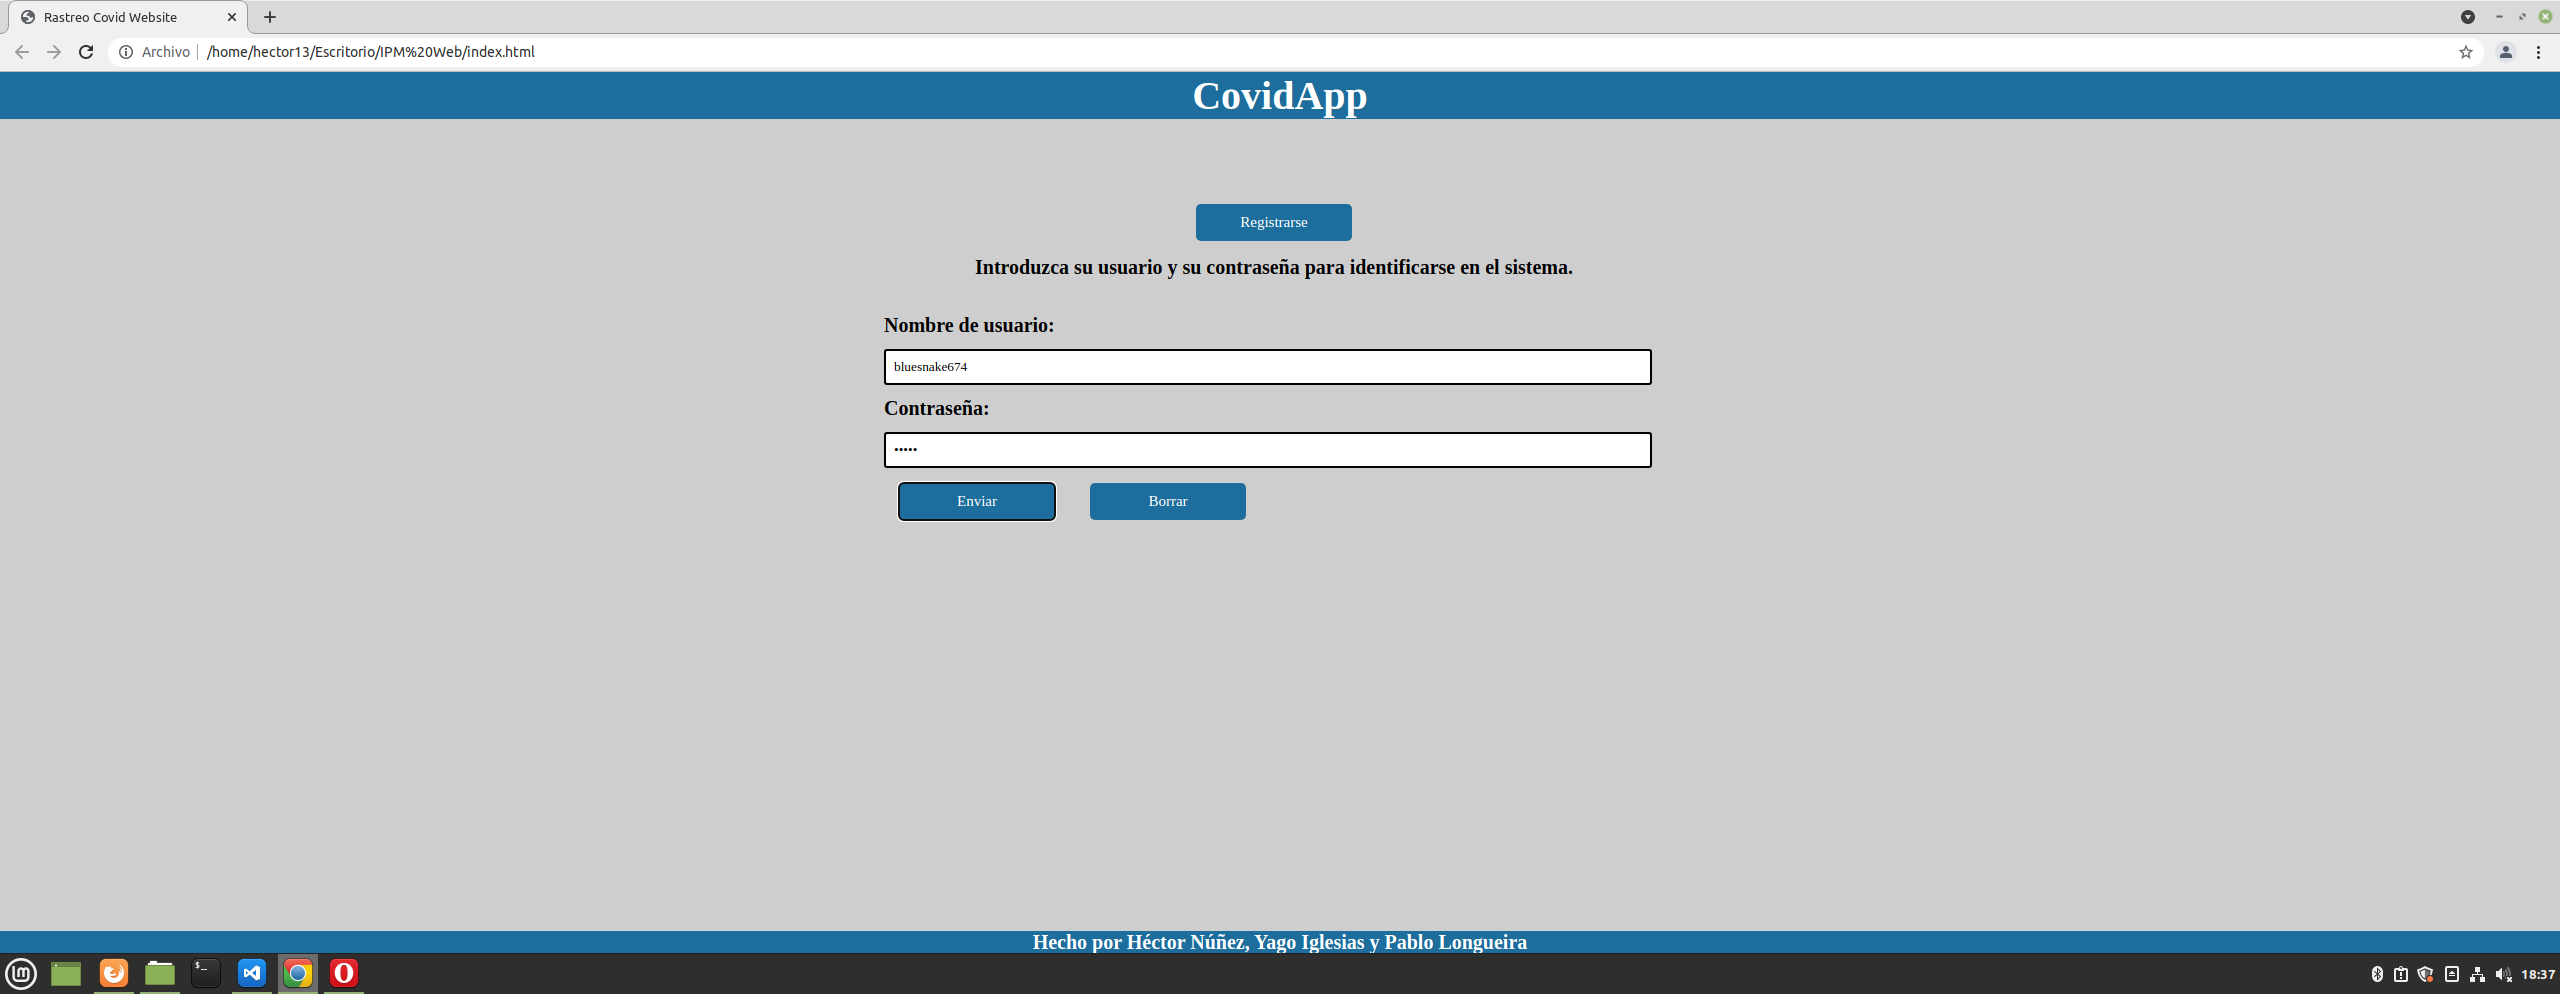 Rastreo Covid Website
Archivo /home/hector13/Escritorio/IPM%20Web/index.html
CovidApp
Registrarse
Introduzca su usuario y su contraseña para identificarse en el sistema.
Nombre de usuario:
bluesnake674
Contraseña:
•••••
Enviar Borrar
Hecho por Héctor Núñez, Yago Iglesias y Pablo Longueira
18:37